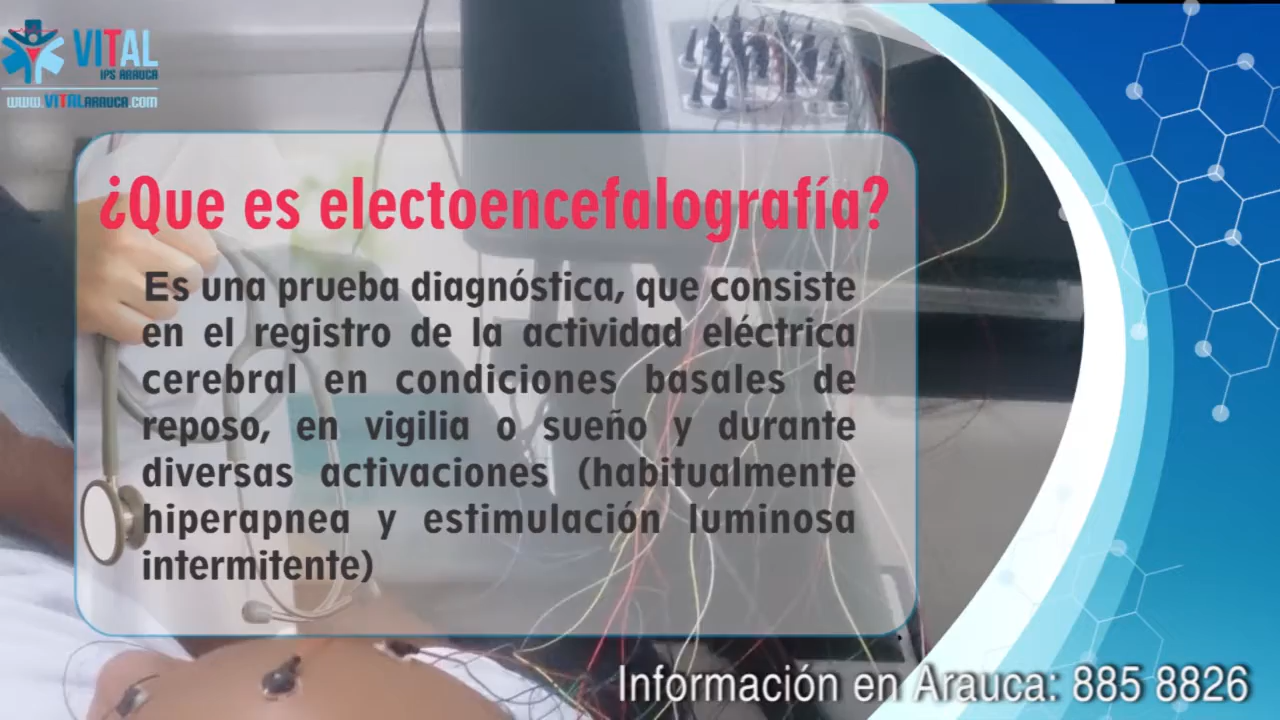 VITAL
IPS ARAUCA
www.VITALARAUCA.com
¿Que es electoencefalografía?
Es una prueba diagnóstica, que consiste
en el registro de la actividad eléctrica
cerebral en condiciones basales de
reposo, en vigilia o sueño y durante
diversas activaciones (habitualmente
hiperapnea y estimulación luminosa
intermitente)
Información en Arauca: 885 8826